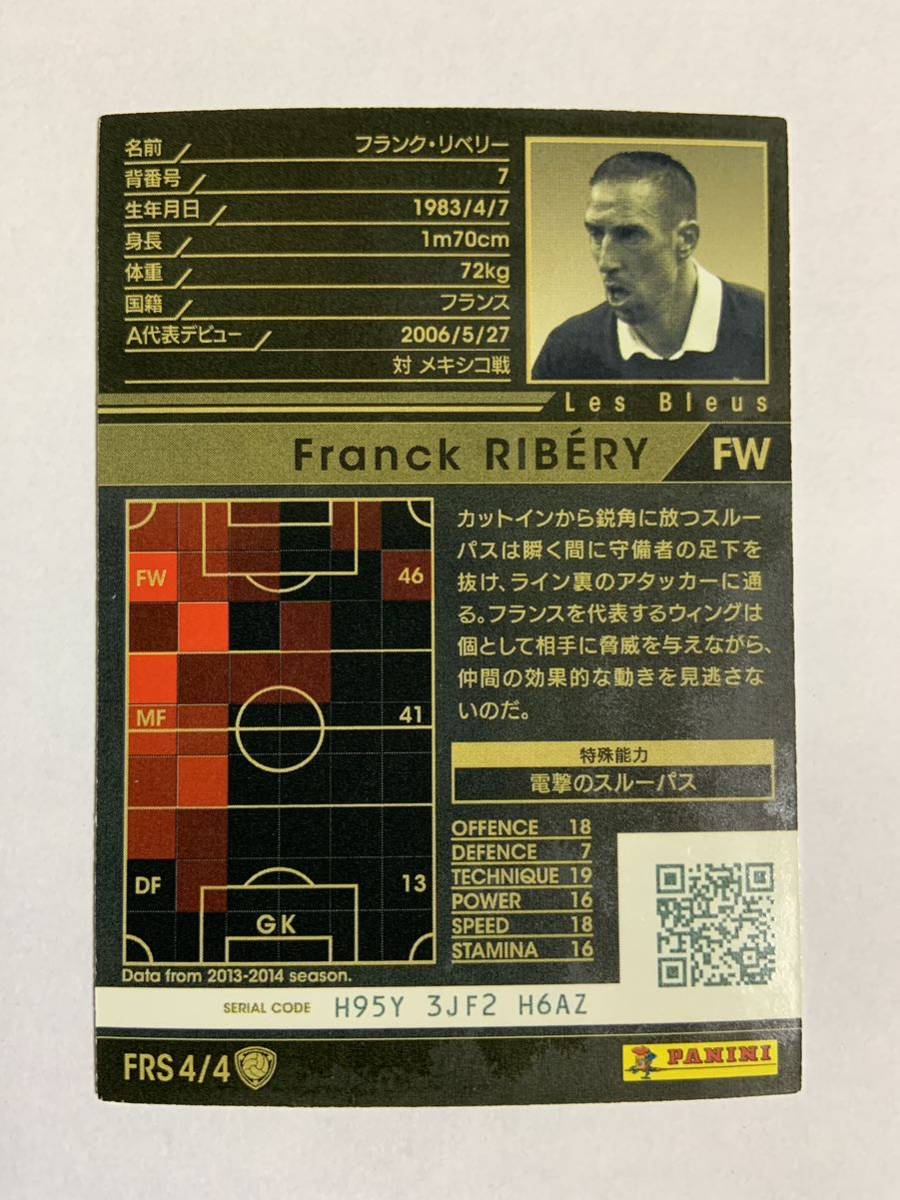 名前 フランク・リベリー
背番号 7
生年月日 1983/4/7
身長 1m70cm
体重 72kg
国籍 フランス
A代表デビュー 2006/5/27
対 メキシコ戦
Les Bleus
Franck RIBÉRY FW
FW 46
MF 41
DF 13
GK
Data from 2013-2014 season.
カットインから鋭角に放つスルー
パスは瞬く間に守備者の足下を
抜け、ライン裏のアタッカーに通
る。フランスを代表するウィングは
個として相手に脅威を与えながら、
仲間の効果的な動きを見逃さな
いのだ。
特殊能力
電撃のスルーパス
OFFENCE 18
DEFENCE 7
TECHNIQUE 19
POWER 16
SPEED 18
STAMINA 16
SERIAL CODE H95Y 3JF2 H6AZ
FRS 4/4
PANINI